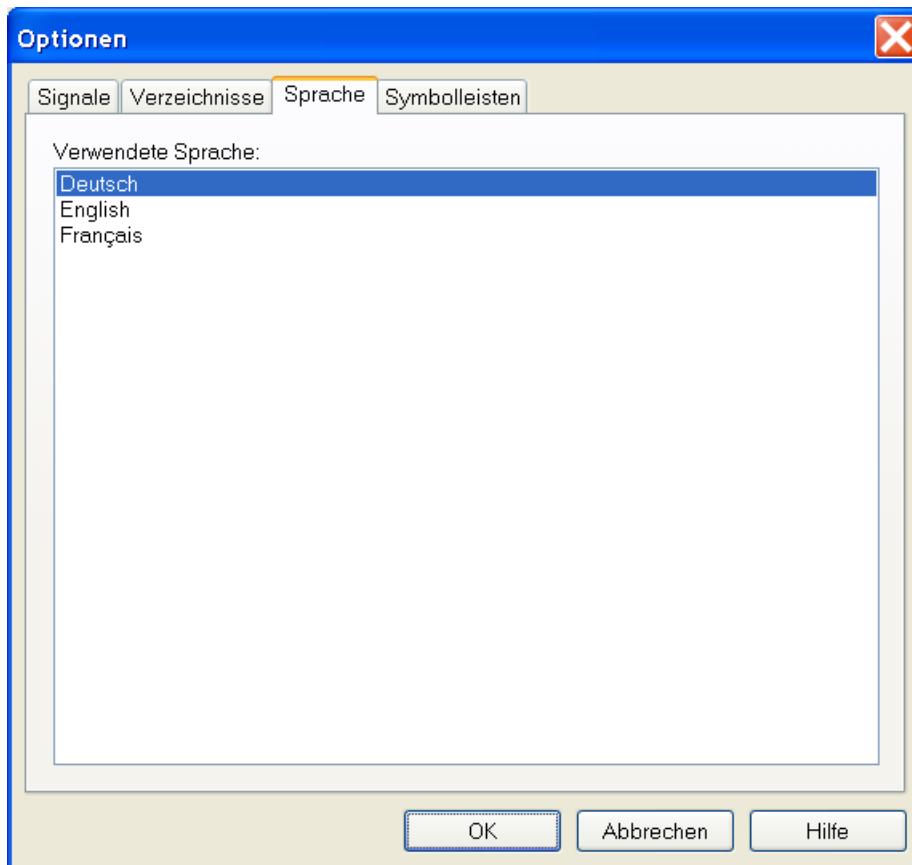 Optionen
Signale Verzeichnisse Sprache Symbolleisten
Verwendete Sprache:
Deutsch
English
Français
OK Abbrechen Hilfe